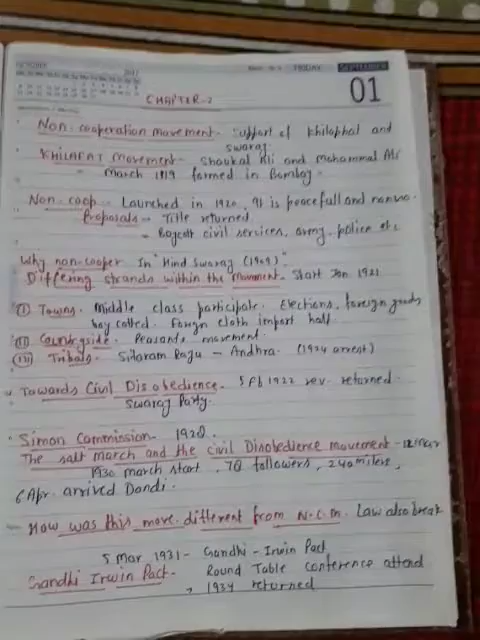 OCTOBER 2017
FRIDAY SEPTEMBER
01
CHAPTER-2
Non-cooperation movement - support of khilaphat and
swaraj
KHILAFAT movement - Shoukat Ali and Mohammad Ali
- March 1919 formed in Bombay.
Non-coop - Launched in 1920. It is peacefull and nonvio.
Proposals - Title returned
- Boycott civil services, army, police etc
Why non-cooper In "Hind Swaraj (1909)"
Differing strands within the movement - Start Jan 1921
(i) Towns. Middle class participate. Elections, foreign goods
boycotted. Foreign cloth import half.
(ii) Countryside. Peasants movement.
(iii) Tribals. Sitaram Raju - Andhra. (1924 arrest)
Towards Civil Disobedience. 5 Fb 1922 rev. returned.
Swaraj Party.
Simon Commission - 1928.
The salt march and the civil Disobedience movement - 12 mar
1930 march start, 78 followers, 240 milers,
6 Apr. arrived Dandi.
How was this move. different from N.C.M. Law also break
5 Mar 1931 - Gandhi - Irwin Pact
Gandhi Irwin Pact - Round Table conference attend
, 1934 returned